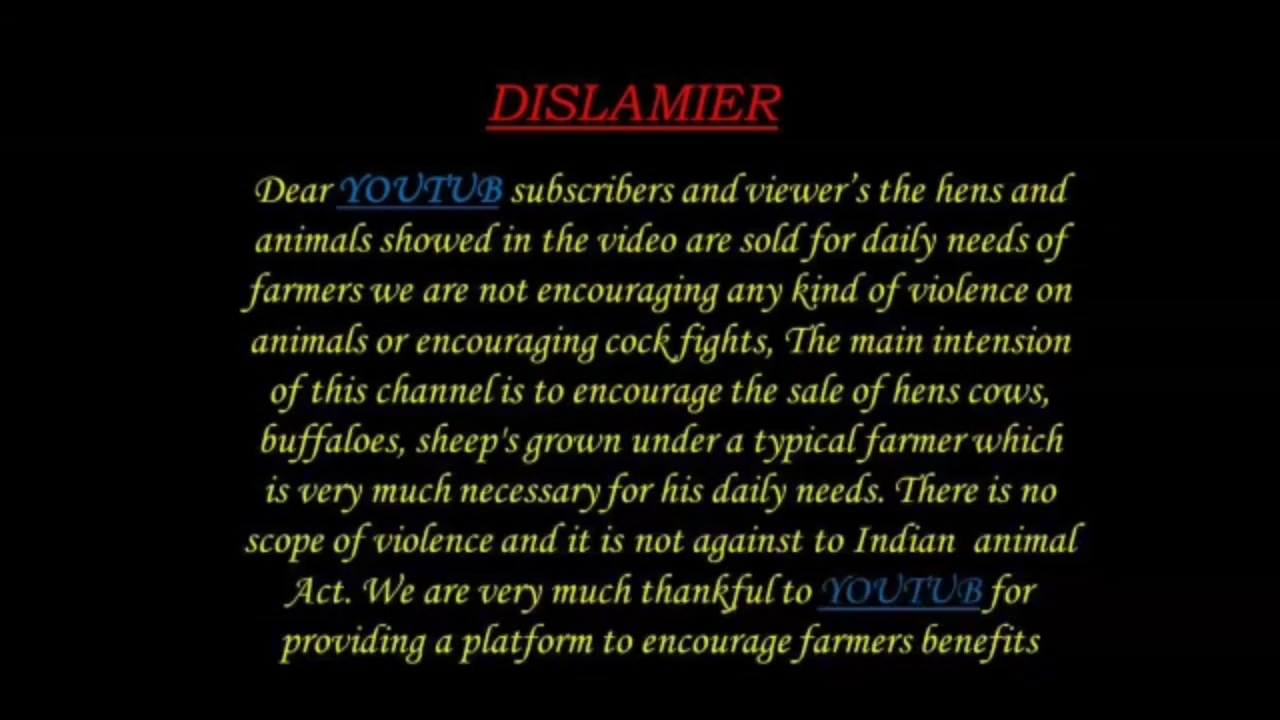 DISLAMIER
Dear YOUTUB subscribers and viewer's the hens and
animals showed in the video are sold for daily needs of
farmers we are not encouraging any kind of violence on
animals or encouraging cock fights, The main intension
of this channel is to encourage the sale of hens cows,
buffaloes, sheep's grown under a typical farmer which
is very much necessary for his daily needs. There is no
scope of violence and it is not against to Indian animal
Act. We are very much thankful to YOUTUB for
providing a platform to encourage farmers benefits